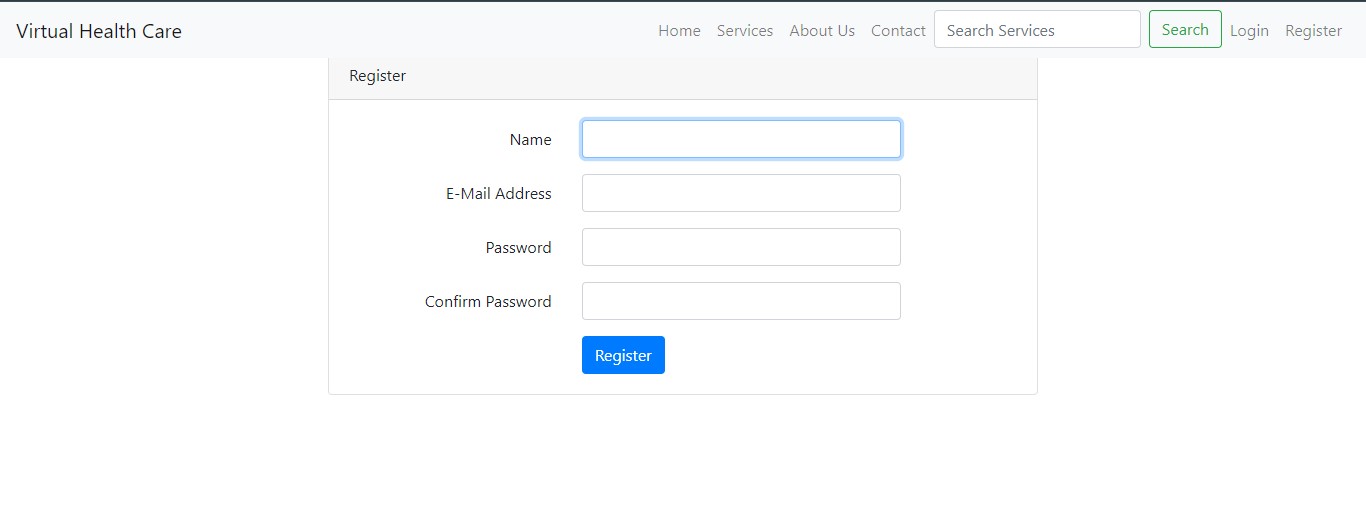 Virtual Health Care Home Services About Us Contact Search Services Search Login Register
Register
Name
E-Mail Address
Password
Confirm Password
Register